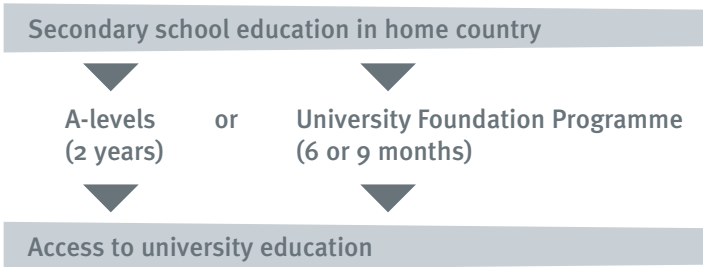 Secondary school education in home country
A-levels or University Foundation Programme
(2 years) (6 or 9 months)
Access to university education